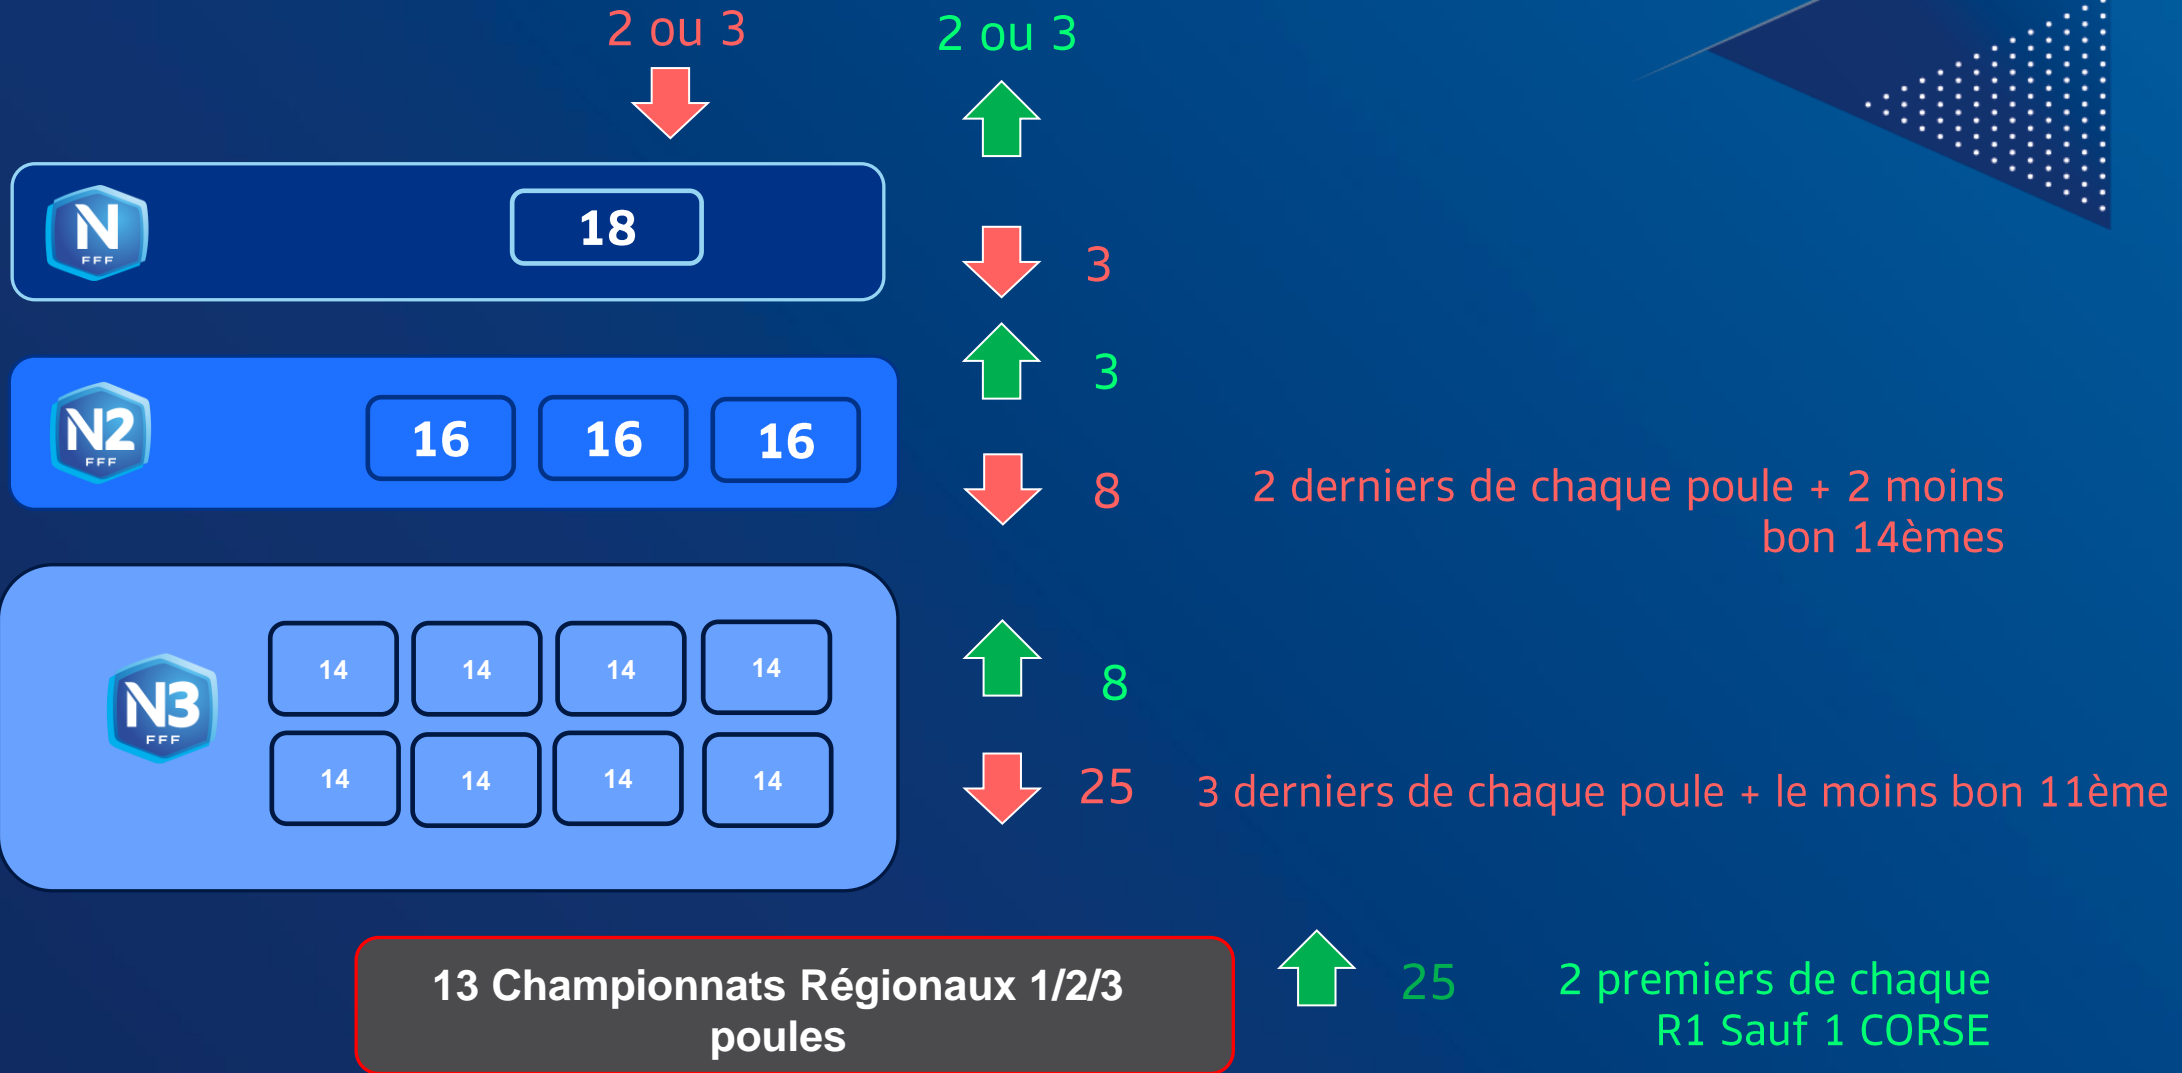 2 ou 3
2 ou 3
N
FFF
18
3
3
N2
FFF
16
16
16
8
2 derniers de chaque poule + 2 moins
bon 14èmes
N3
FFF
14
14
14
14
14
14
14
14
8
25
3 derniers de chaque poule + le moins bon 11ème
13 Championnats Régionaux 1/2/3
poules
25
2 premiers de chaque
R1 Sauf 1 CORSE